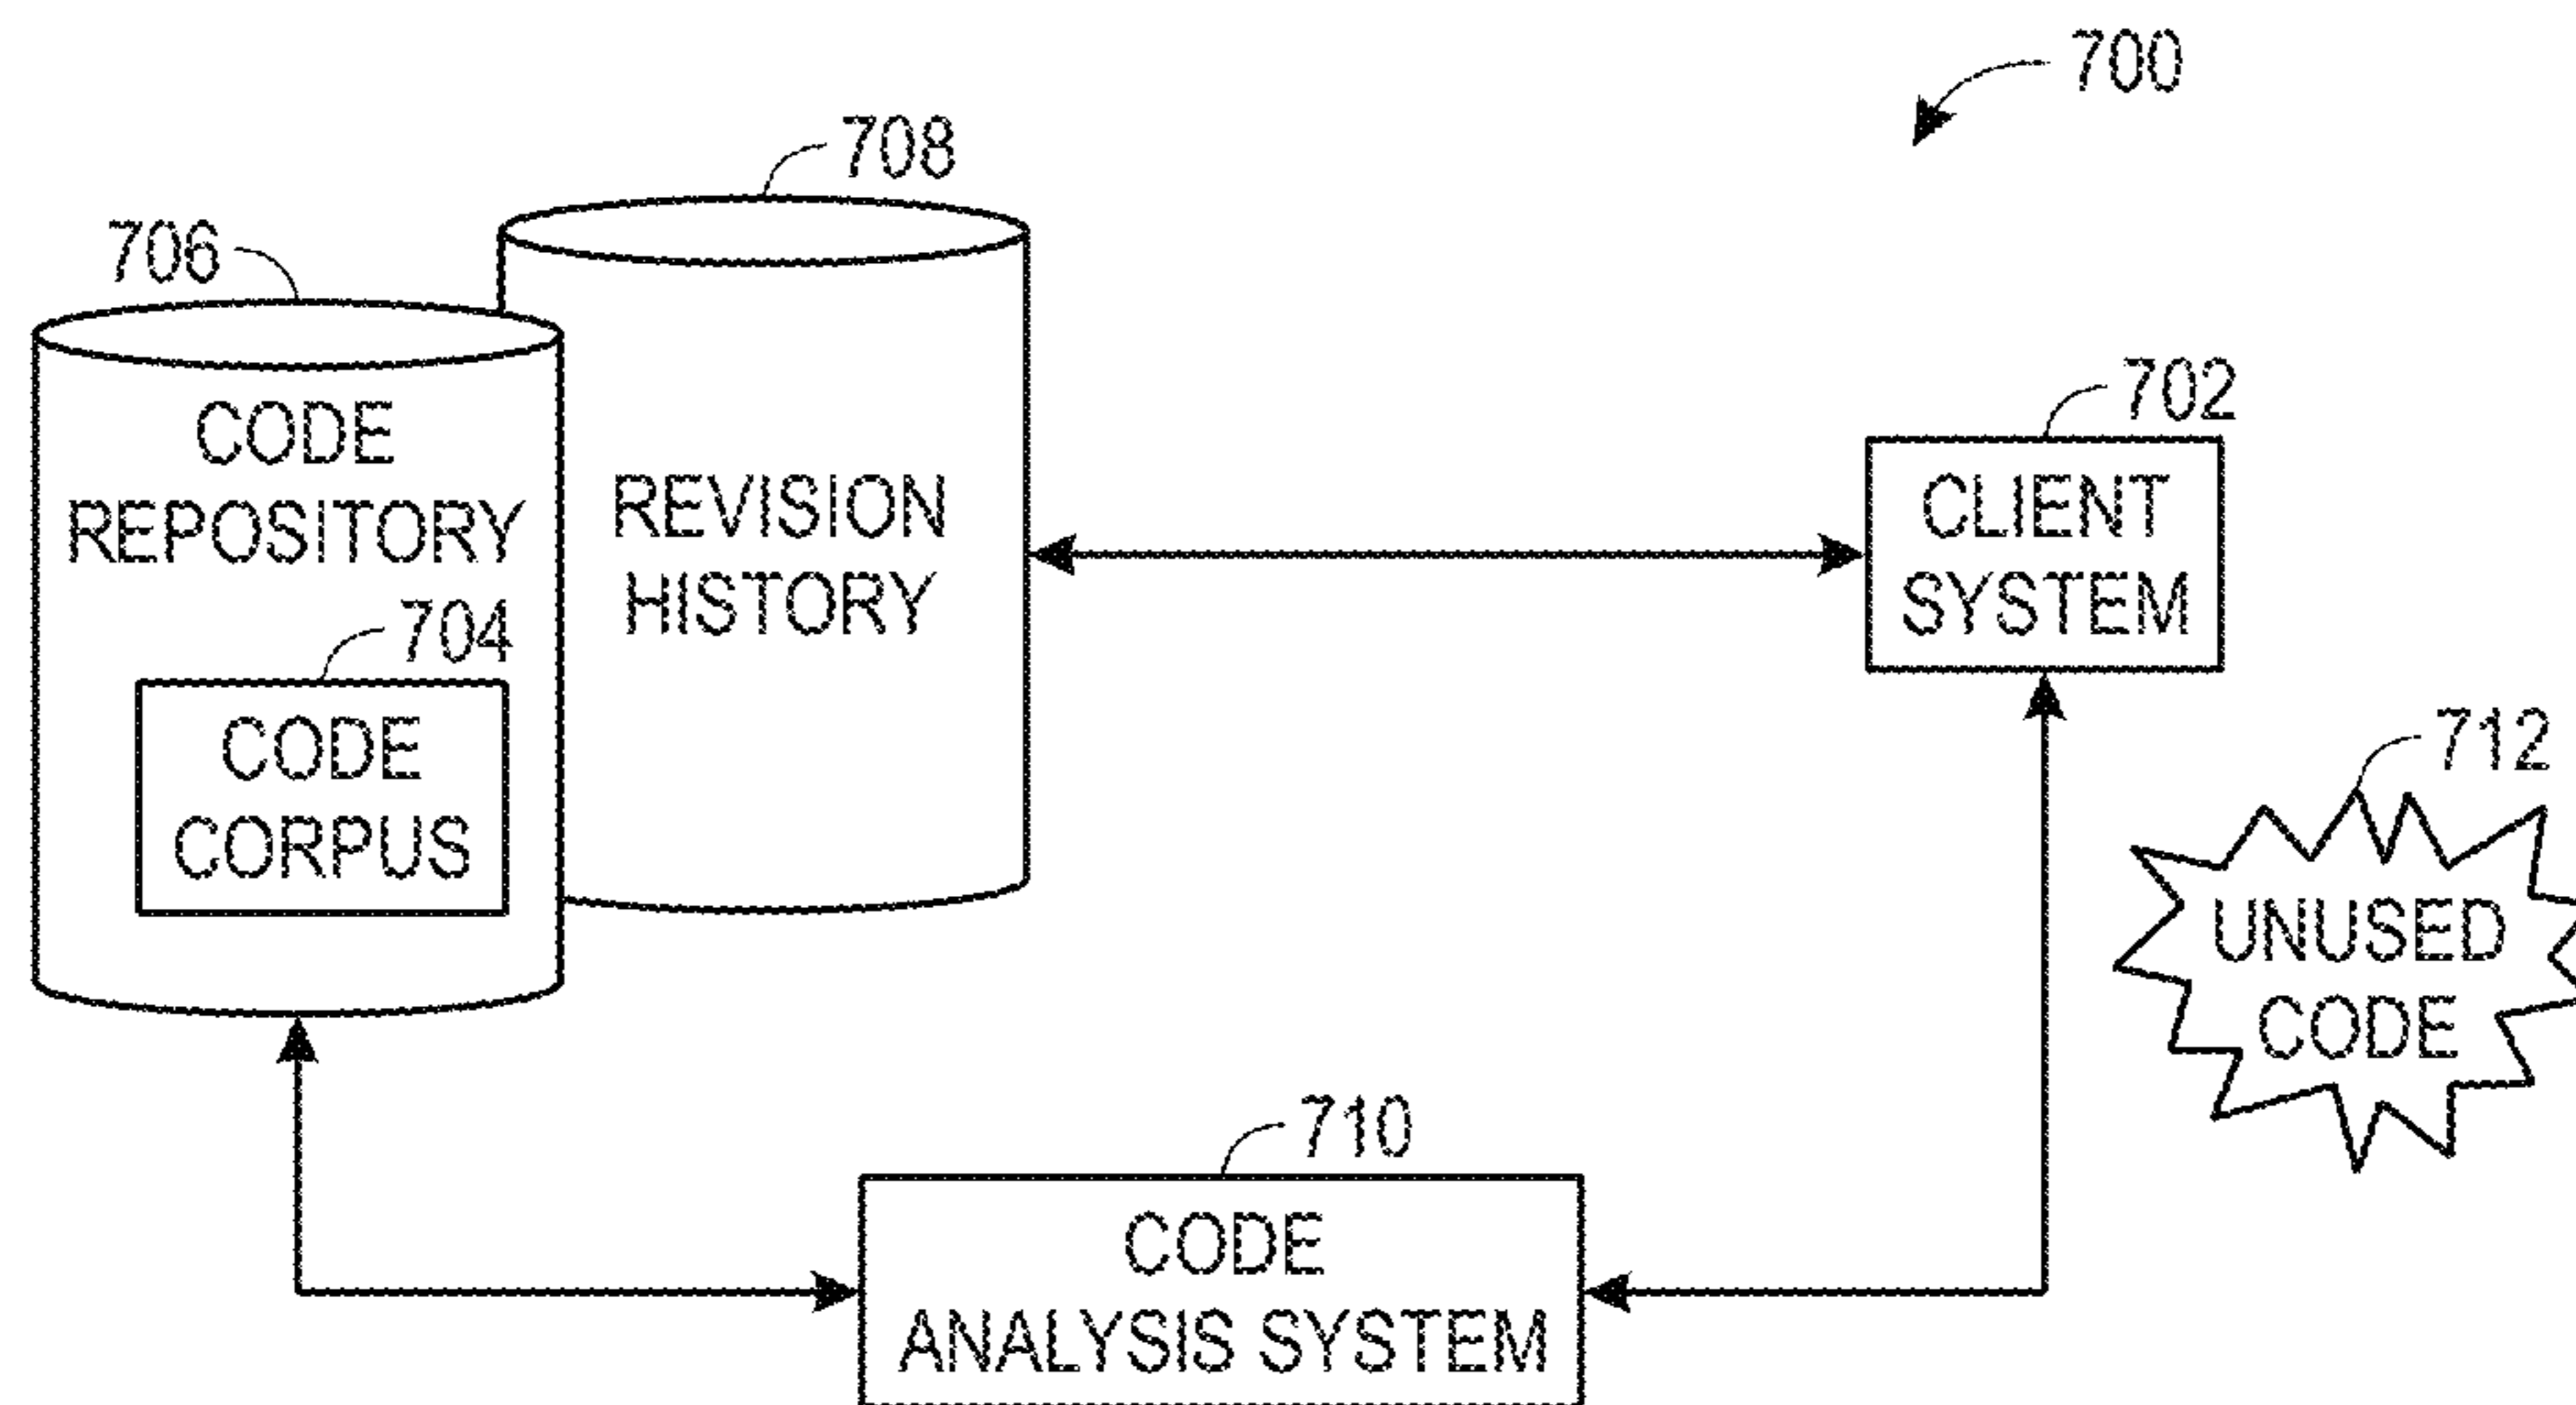 700
708
706
CODE
REPOSITORY
REVISION
HISTORY
704
CODE
CORPUS
702
CLIENT
SYSTEM
712
UNUSED
CODE
710
CODE
ANALYSIS SYSTEM